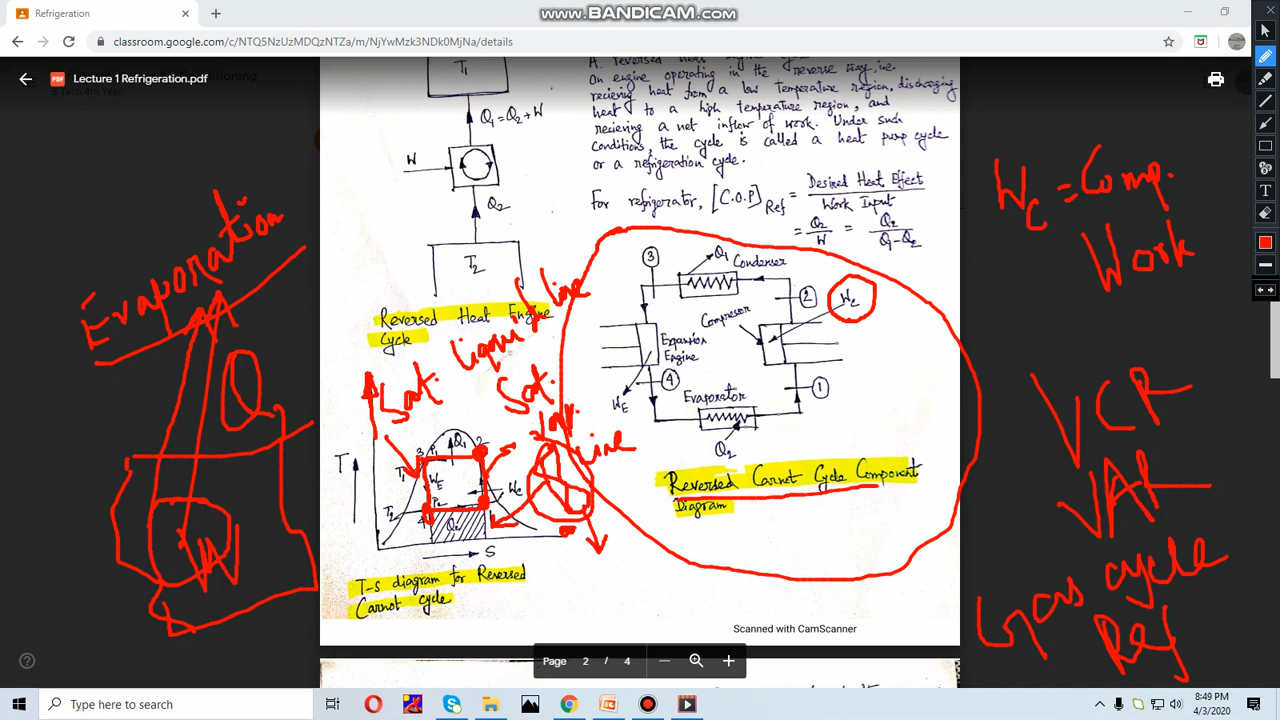 Refrigeration
www.BANDICAM.com
classroom.google.com/c/NTQ5NzUzMDQzNTZa/m/NjYwMzk3NDk0MjNa/details
Lecture 1 Refrigeration.pdf
T1
Q1 = Q2 + W
W
Q2
T2
Reversed Heat Engine
Cycle
A reversed heat engine
On engine operating in the reverse way, i.e.
recieving heat from a low temperature region, discharging
heat to a high temperature region, and
recieving a net inflow of work. Under such
conditions, the cycle is called a heat pump cycle
or a refrigeration cycle.
For refrigerator, [C.O.P]Ref = Desired Heat Effect / Work Input
= Q2/W = Q2/Q1-Q2
3
Q1
Condenser
2
Wc
Compressor
Expansion
Engine
4
WE
Evaporator
1
Q2
Reversed Carnot Cycle Component
Diagram
T
T1
T2
3
P1
Q1
2
WE
Wc
P2
4
Q2
S
T-s diagram for Reversed
Carnot cycle
Scanned with CamScanner
Evaporation
Q
W
Sat.
liquid line
Sat.
Vap.
line
Wc = Comp.
Work
VCR
VAR
Gas cycle
Ref
Page 2 / 4
Type here to search
8:49 PM
4/3/2020